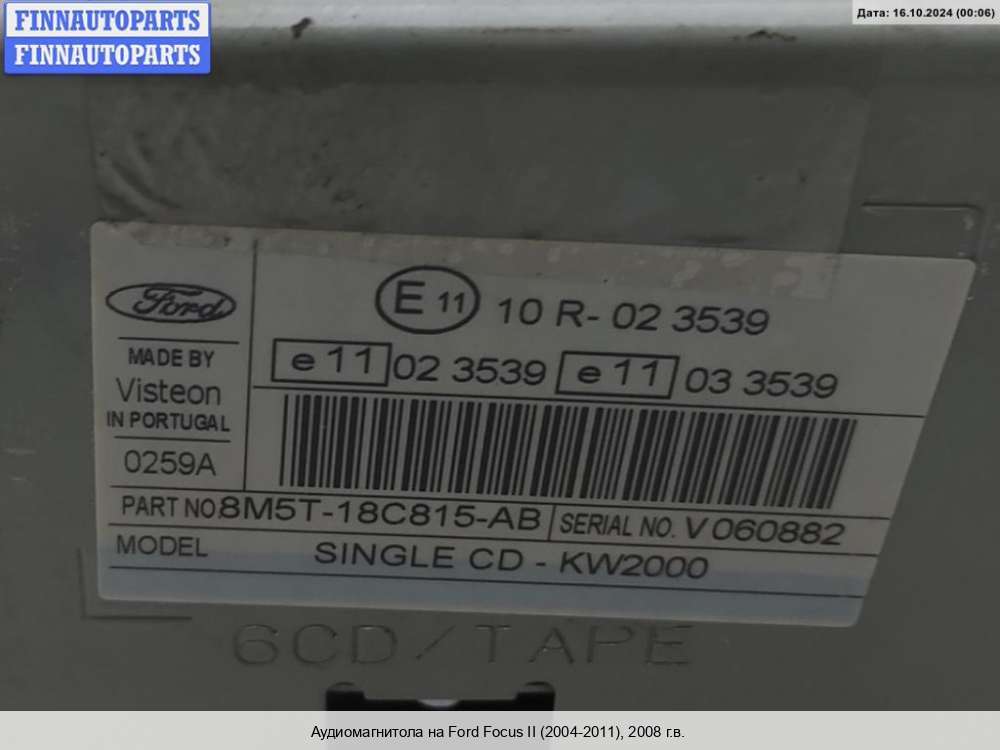 FINNAUTOPARTS
FINNAUTOPARTS
Дата: 16.10.2024 (00:06)
Ford
E 11 10 R- 02 3539
MADE BY
Visteon
IN PORTUGAL
0259A
e 11 02 3539 e 11 03 3539
PART NO. 8M5T-18C815-AB SERIAL NO. V 060882
MODEL SINGLE CD - KW2000
6CD/TAPE
Аудиомагнитола на Ford Focus II (2004-2011), 2008 г.в.